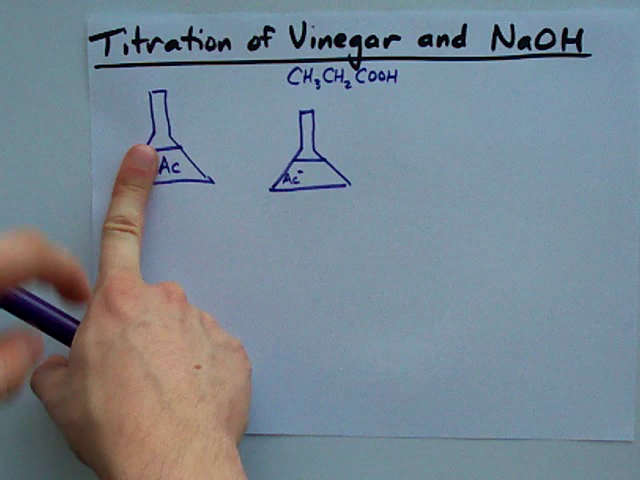 Titration of Vinegar and NaOH
CH₃CH₂COOH
Ac
Ac⁻